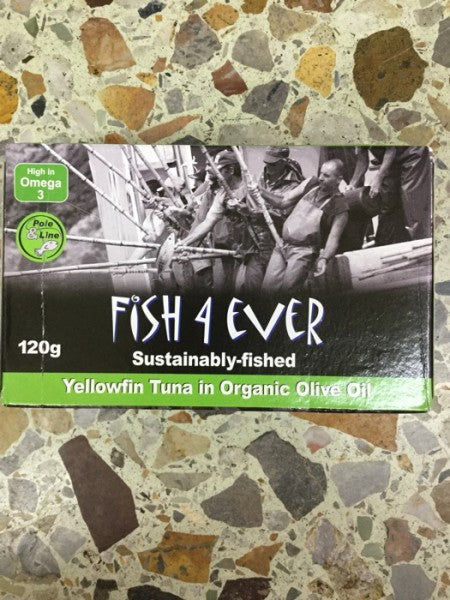 High in
Omega
3
Pole
& Line
FiSH 4 EVER
120g
Sustainably-fished
Yellowfin Tuna in Organic Olive Oil